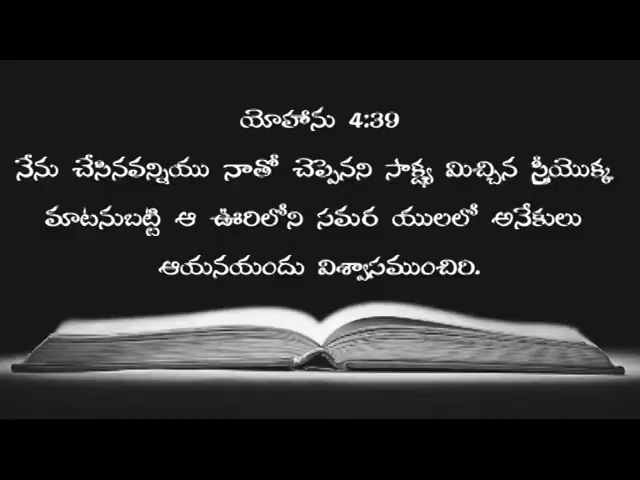 యోహాను 4:39
నేను చేసినవన్నియు నాతో చెప్పెనని సాక్ష్య మిచ్చిన స్త్రీయొక్క
మాటనుబట్టి ఆ ఊరిలోని సమర యులలో అనేకులు
ఆయనయందు విశ్వాసముంచిరి.